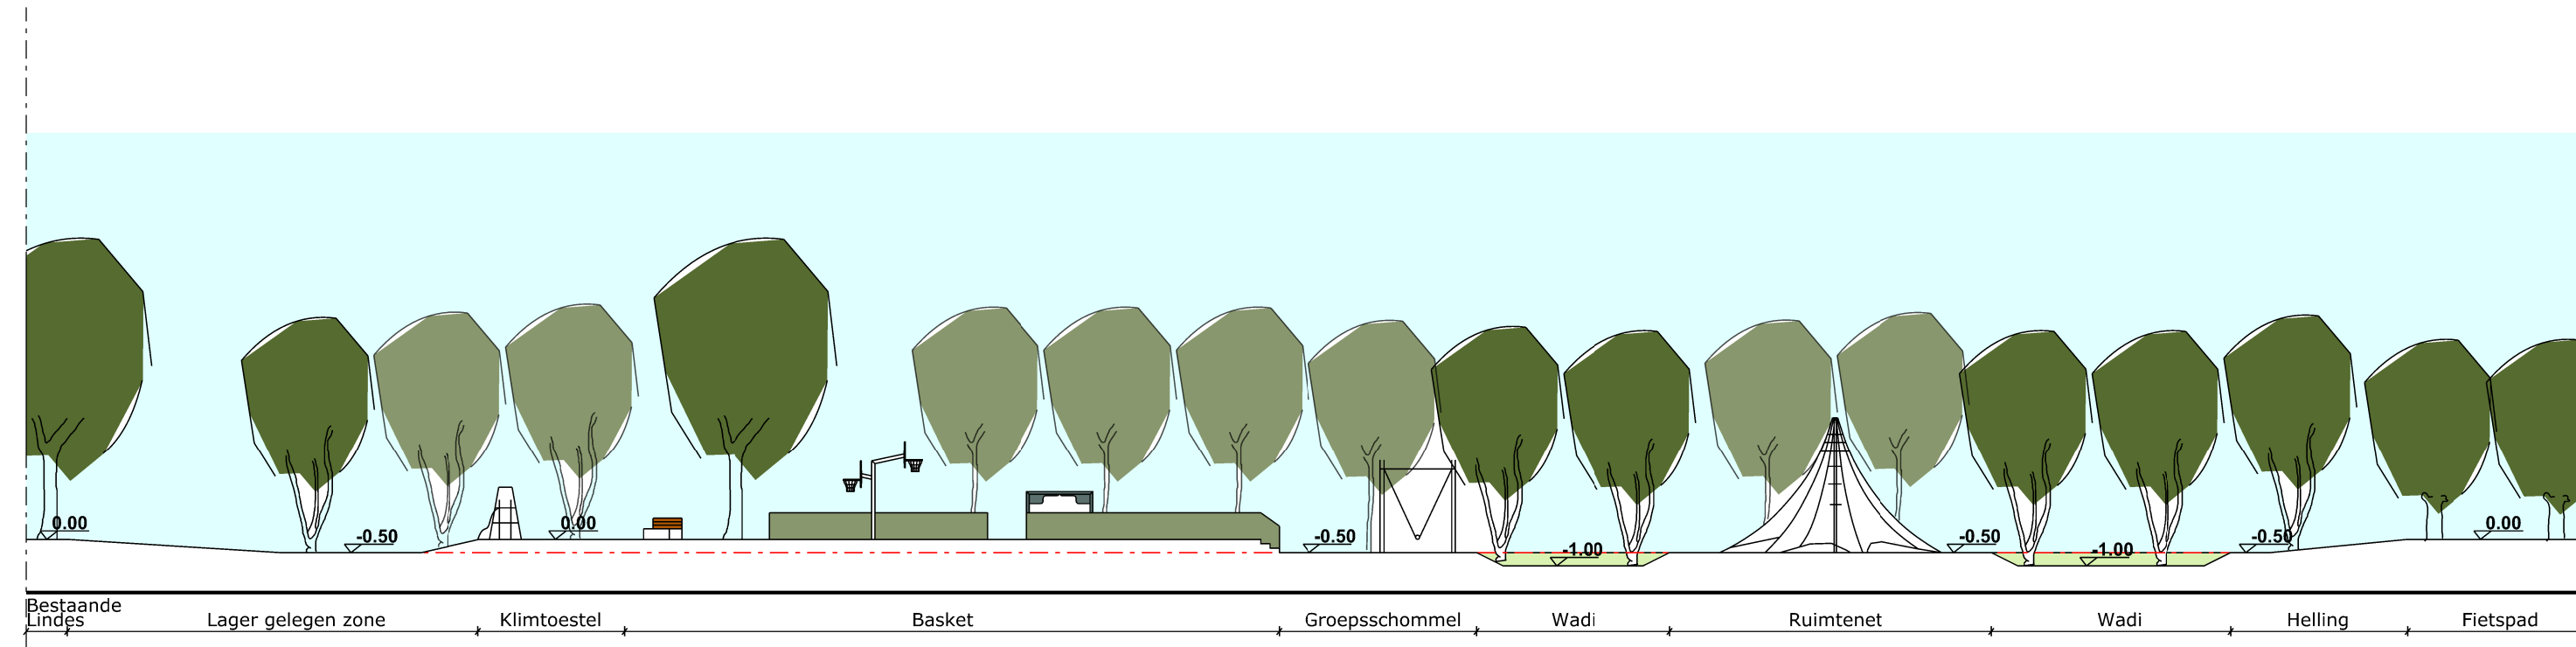 0.00
-0.50
0.00
-0.50
-1.00
-0.50
-1.00
-0.50
0.00
Bestaande
Lindes
Lager gelegen zone
Klimtoestel
Basket
Groepsschommel
Wadi
Ruimtenet
Wadi
Helling
Fietspad